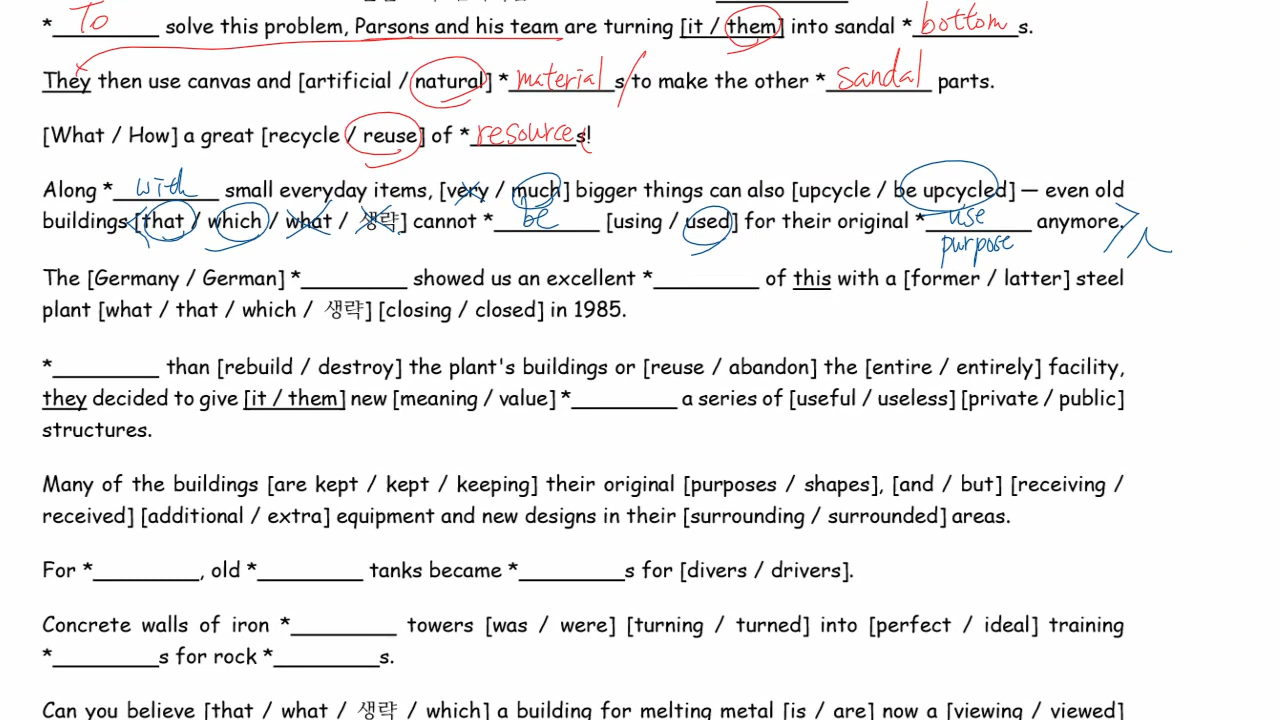 *To solve this problem, Parsons and his team are turning [it / them] into sandal *bottoms.
They then use canvas and [artificial / natural] *materials to make the other *sandal parts.
[What / How] a great [recycle / reuse] of *resources!
Along *with small everyday items, [very / much] bigger things can also [upcycle / be upcycled] — even old
buildings [that / which / what / 생략] cannot *be [using / used] for their original *use anymore.
purpose
The [Germany / German] *_________ showed us an excellent *_________ of this with a [former / latter] steel
plant [what / that / which / 생략] [closing / closed] in 1985.
*_________ than [rebuild / destroy] the plant's buildings or [reuse / abandon] the [entire / entirely] facility,
they decided to give [it / them] new [meaning / value] *_________ a series of [useful / useless] [private / public]
structures.
Many of the buildings [are kept / kept / keeping] their original [purposes / shapes], [and / but] [receiving /
received] [additional / extra] equipment and new designs in their [surrounding / surrounded] areas.
For *_________, old *_________ tanks became *_________s for [divers / drivers].
Concrete walls of iron *_________ towers [was / were] [turning / turned] into [perfect / ideal] training
*_________s for rock *_________s.
Can you believe [that / what / 생략 / which] a building for melting metal [is / are] now a [viewing / viewed]